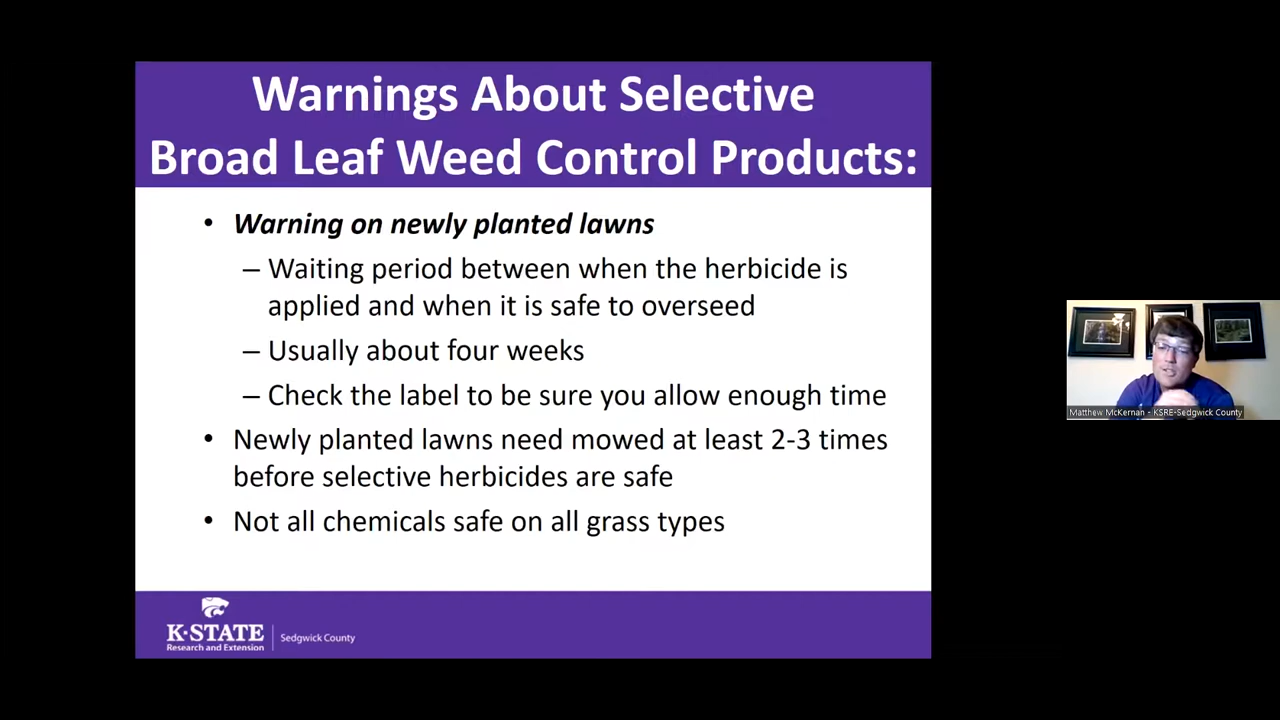 Warnings About Selective
Broad Leaf Weed Control Products:
• Warning on newly planted lawns
– Waiting period between when the herbicide is
applied and when it is safe to overseed
– Usually about four weeks
– Check the label to be sure you allow enough time
• Newly planted lawns need mowed at least 2-3 times
before selective herbicides are safe
• Not all chemicals safe on all grass types
K-STATE
Research and Extension
Sedgwick County
Matthew McKernan - KSRE-Sedgwick County